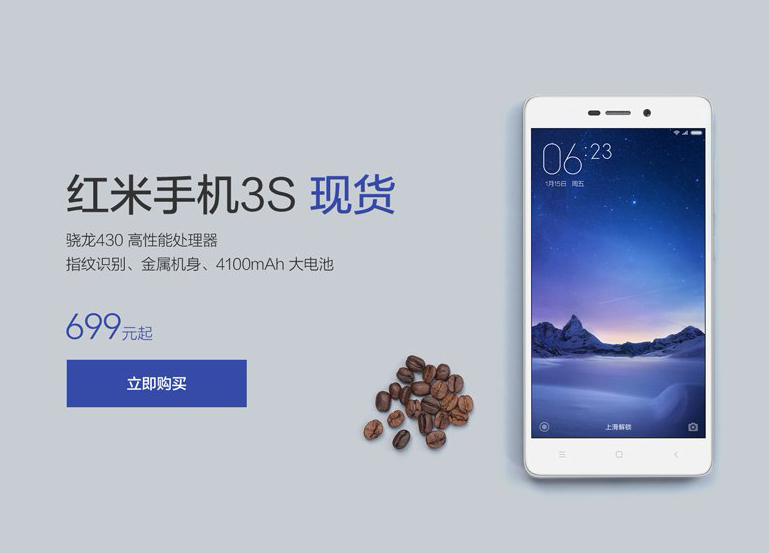 红米手机3S 现货
骁龙430 高性能处理器
指纹识别、金属机身、4100mAh 大电池
699元起
立即购买
06:23
1月15日 周五
上滑解锁